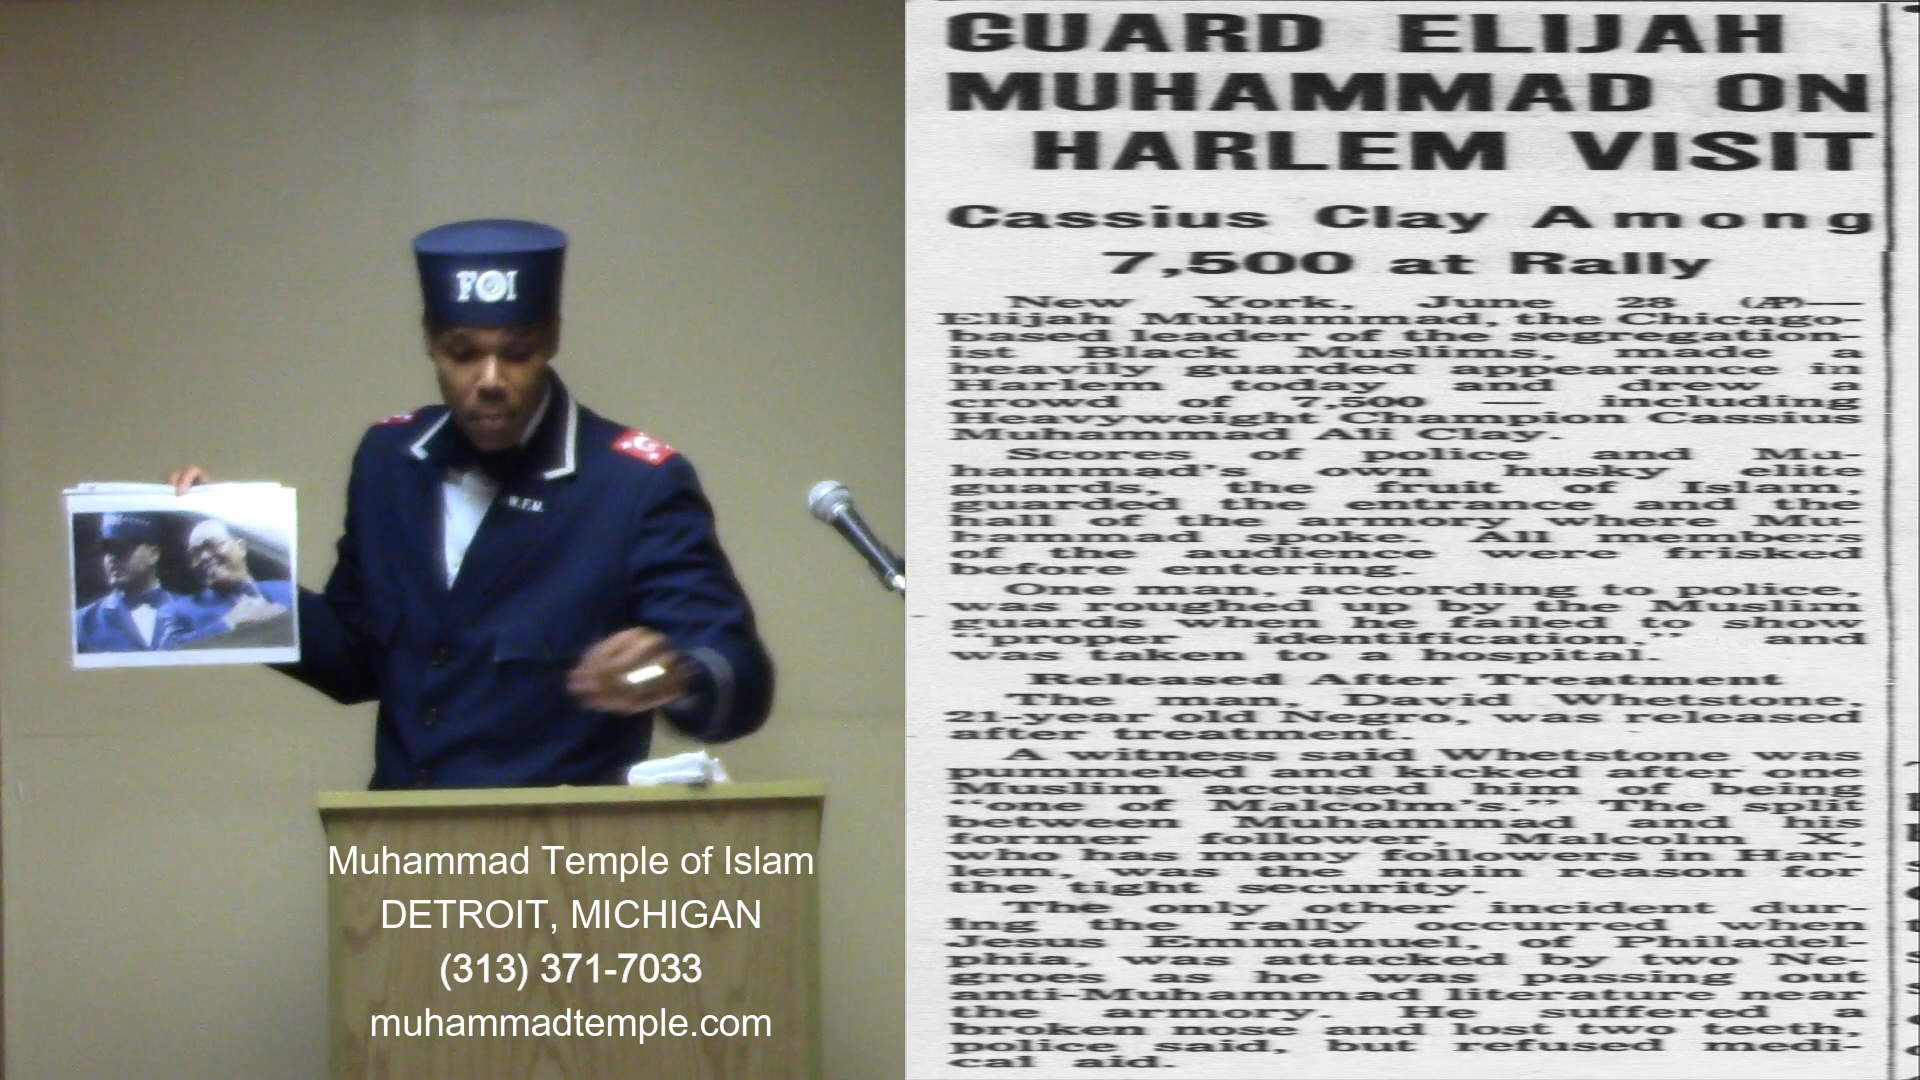 FOI
W.F.M.
Muhammad Temple of Islam
DETROIT, MICHIGAN
(313) 371-7033
muhammadtemple.com
GUARD ELIJAH
MUHAMMAD ON
HARLEM VISIT
Cassius Clay Among
7,500 at Rally
New York, June 28 (AP)—
Elijah Muhammad, the Chicago-
based leader of the segregation-
ist Black Muslims, made a
heavily guarded appearance in
Harlem today and drew a
crowd of 7,500 — including
Heavyweight Champion Cassius
Muhammad Ali Clay.
Scores of police and Mu-
hammad's own husky elite
guards, the fruit of Islam,
guarded the entrance and the
hall of the armory where Mu-
hammad spoke. All members
of the audience were frisked
before entering.
One man, according to police,
was roughed up by the Muslim
guards when he failed to show
"proper identification," and
was taken to a hospital.
Released After Treatment
The man, David Whetstone,
21-year old Negro, was released
after treatment.
A witness said Whetstone was
pummeled and kicked after one
Muslim accused him of being
"one of Malcolm's." The split
between Muhammad and his
former follower, Malcolm X,
who has many followers in Har-
lem, was the main reason for
the tight security.
The only other incident dur-
ing the rally occurred when
Jesus Emmanuel, of Philadel-
phia, was attacked by two Ne-
groes as he was passing out
anti-Muhammad literature near
the armory. He suffered a
broken nose and lost two teeth,
police said, but refused medi-
cal aid.